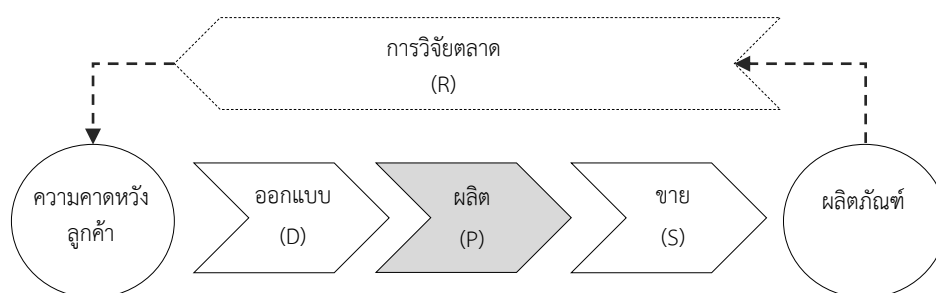 การวิจัยตลาด
(R)
ความคาดหวัง
ลูกค้า
ออกแบบ
(D)
ผลิต
(P)
ขาย
(S)
ผลิตภัณฑ์